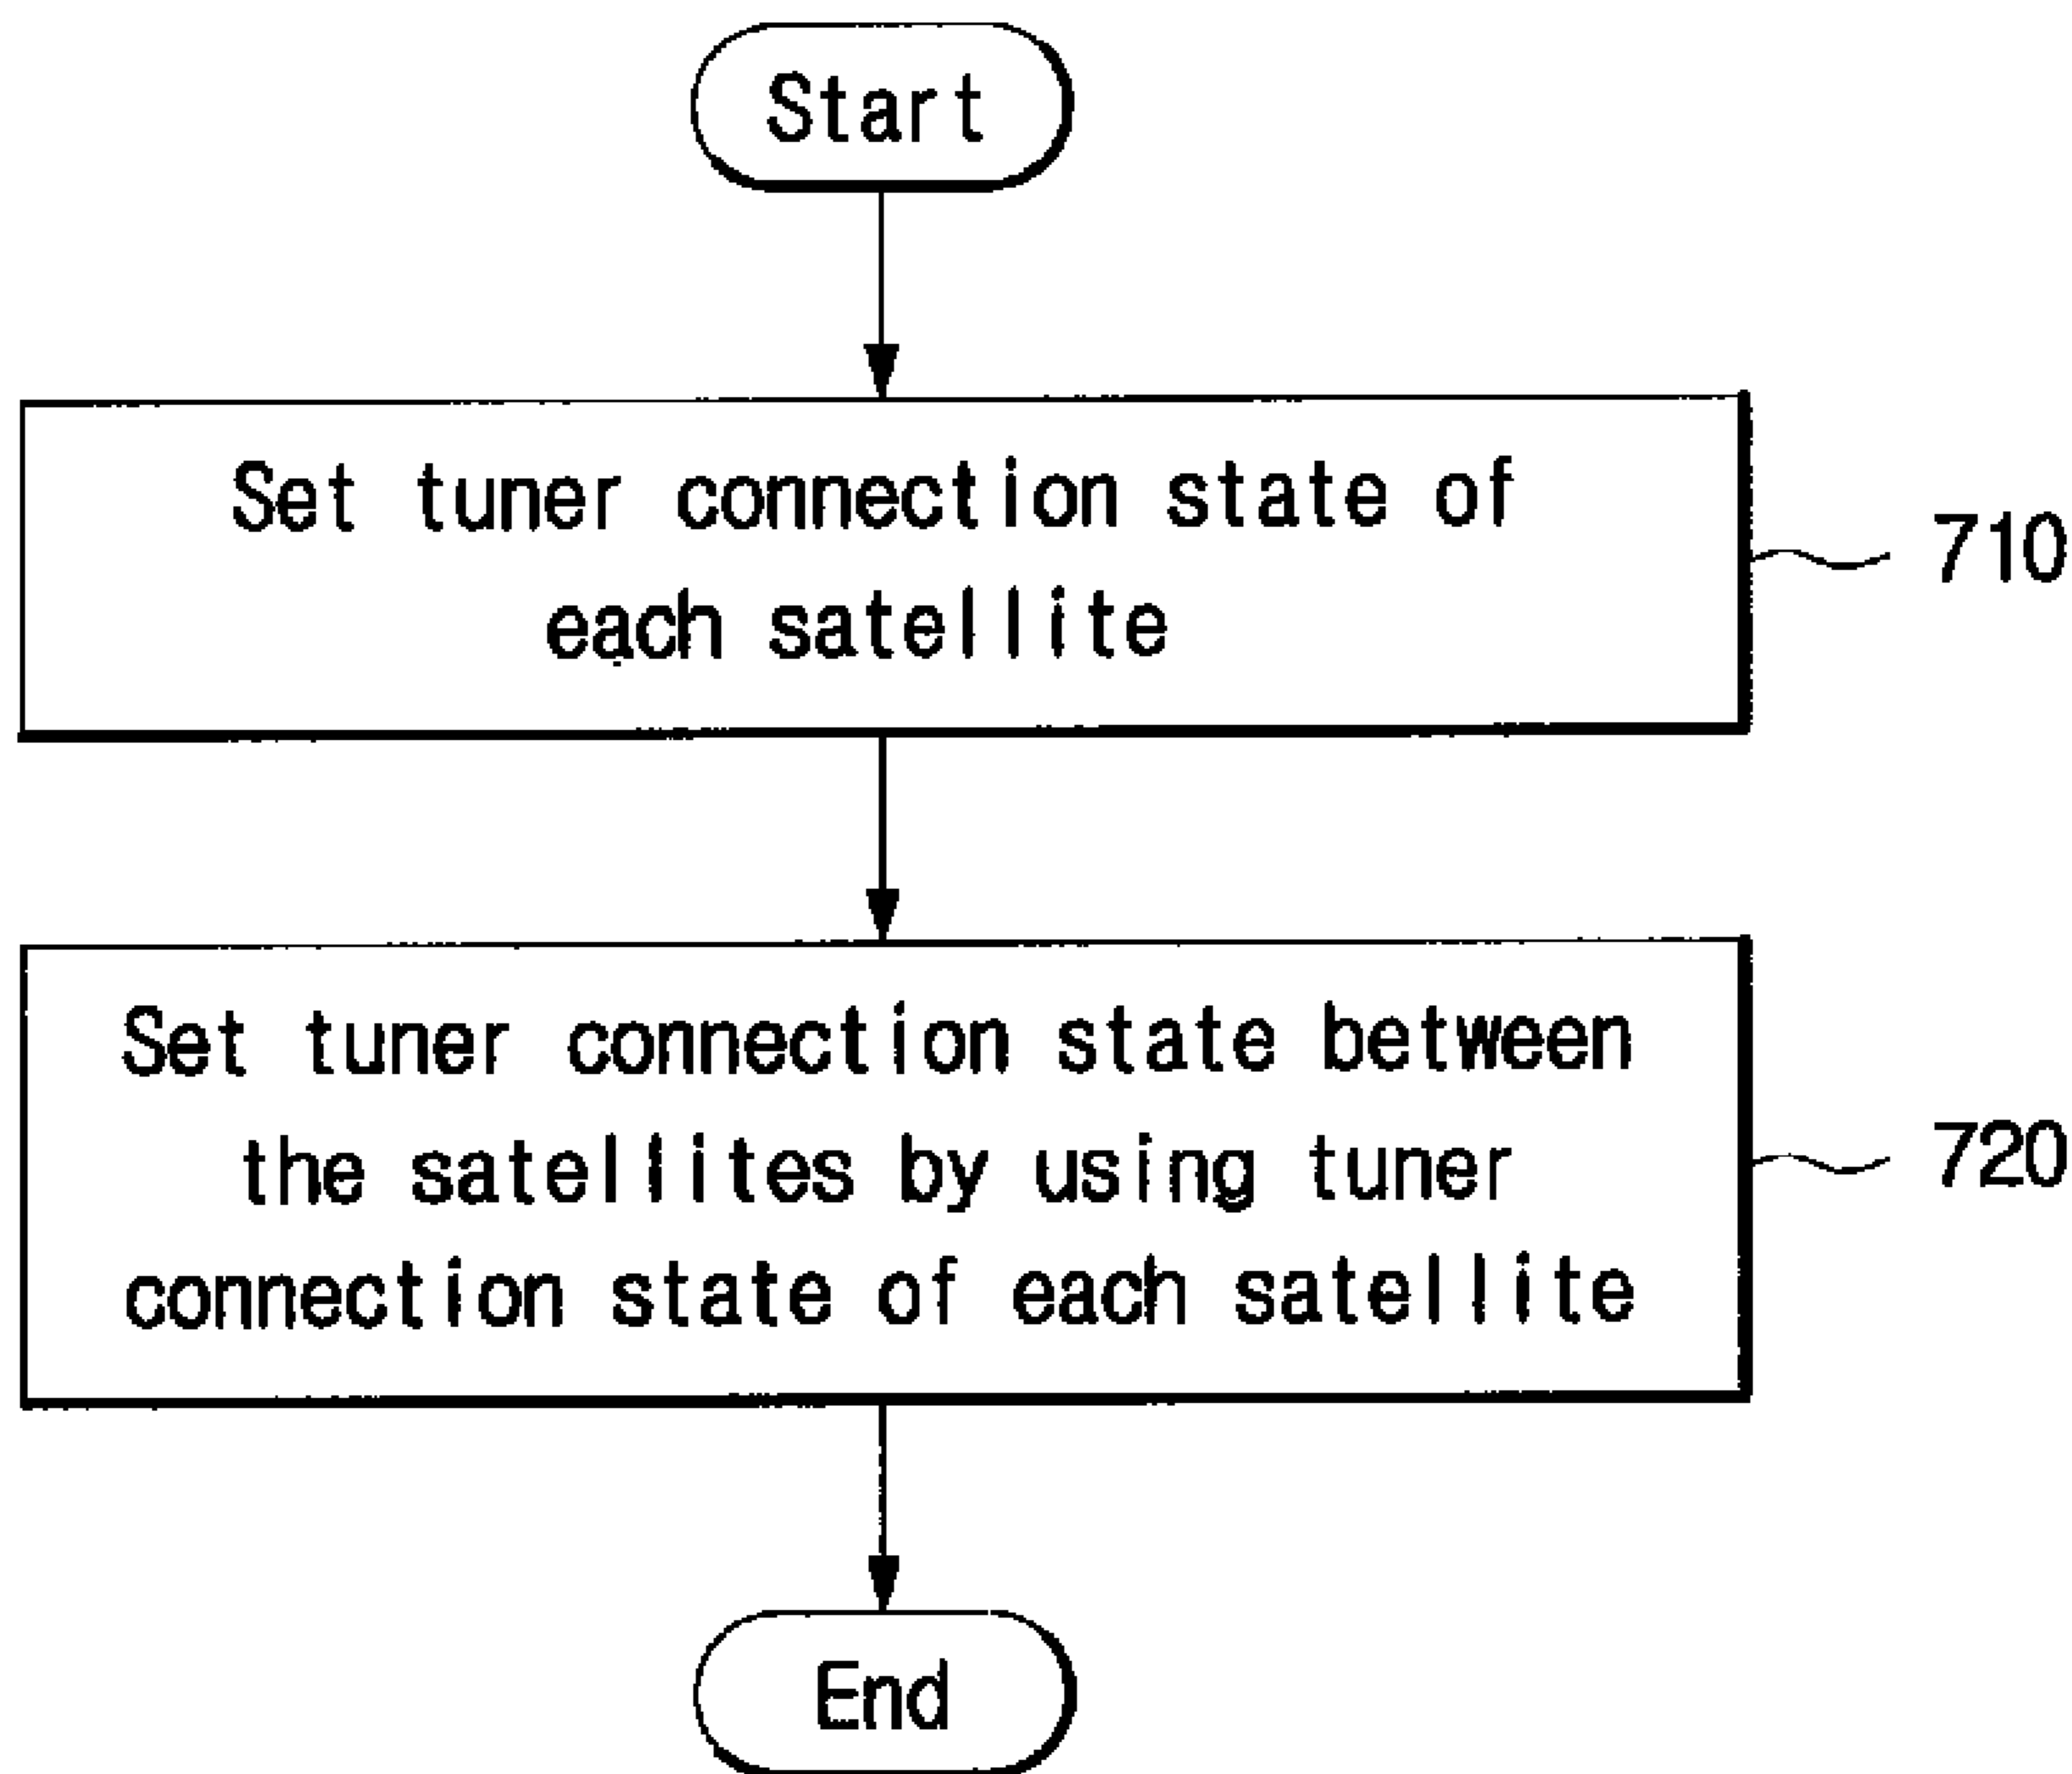 Start
Set tuner connection state of
each satellite
710
Set tuner connection state between
the satellites by using tuner
connection state of each satellite
720
End